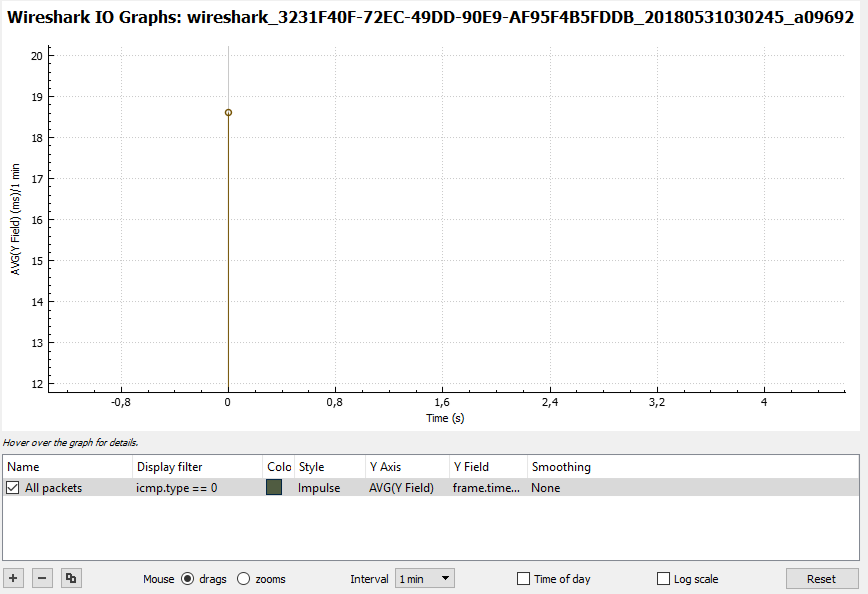 Wireshark IO Graphs: wireshark_3231F40F-72EC-49DD-90E9-AF95F4B5FDDB_20180531030245_a09692
20
19
18
17
16
15
14
13
12
AVG(Y Field) (ms)/1 min
-0,8 0 0,8 1,6 2,4 3,2 4
Time (s)
Hover over the graph for details.
Name Display filter Colo Style Y Axis Y Field Smoothing
All packets icmp.type == 0 Impulse AVG(Y Field) frame.time... None
+ − Mouse drags zooms Interval 1 min Time of day Log scale Reset